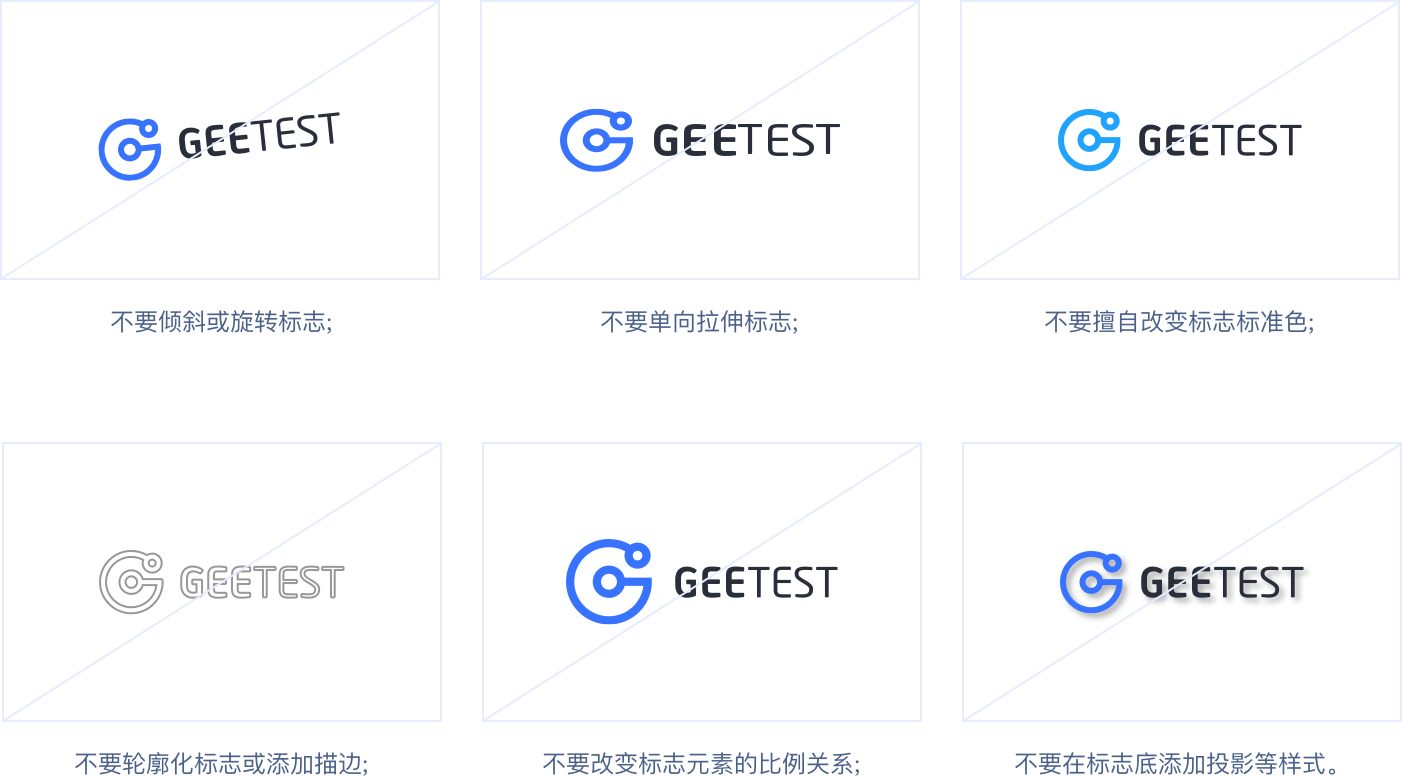 GEETEST
GEETEST
GEETEST
不要倾斜或旋转标志;
不要单向拉伸标志;
不要擅自改变标志标准色;
GEETEST
GEETEST
GEETEST
不要轮廓化标志或添加描边;
不要改变标志元素的比例关系;
不要在标志底添加投影等样式。